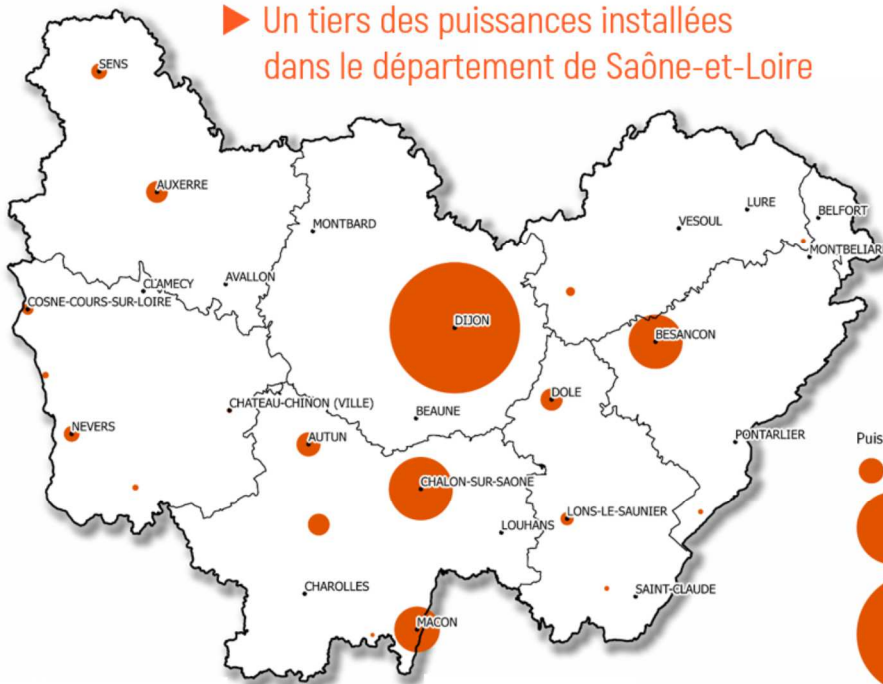 ▶ Un tiers des puissances installées
dans le département de Saône-et-Loire
SENS
AUXERRE
MONTBARD
LURE
VESOUL
BELFORT
MONTBELIAR
AVALLON
CLAMECY
COSNE-COURS-SUR-LOIRE
DIJON
BESANCON
DOLE
CHATEAU-CHINON (VILLE)
BEAUNE
NEVERS
AUTUN
PONTARLIER
Puis
CHALON-SUR-SAONE
LONS-LE-SAUNIER
LOUHANS
CHAROLLES
SAINT-CLAUDE
MACON